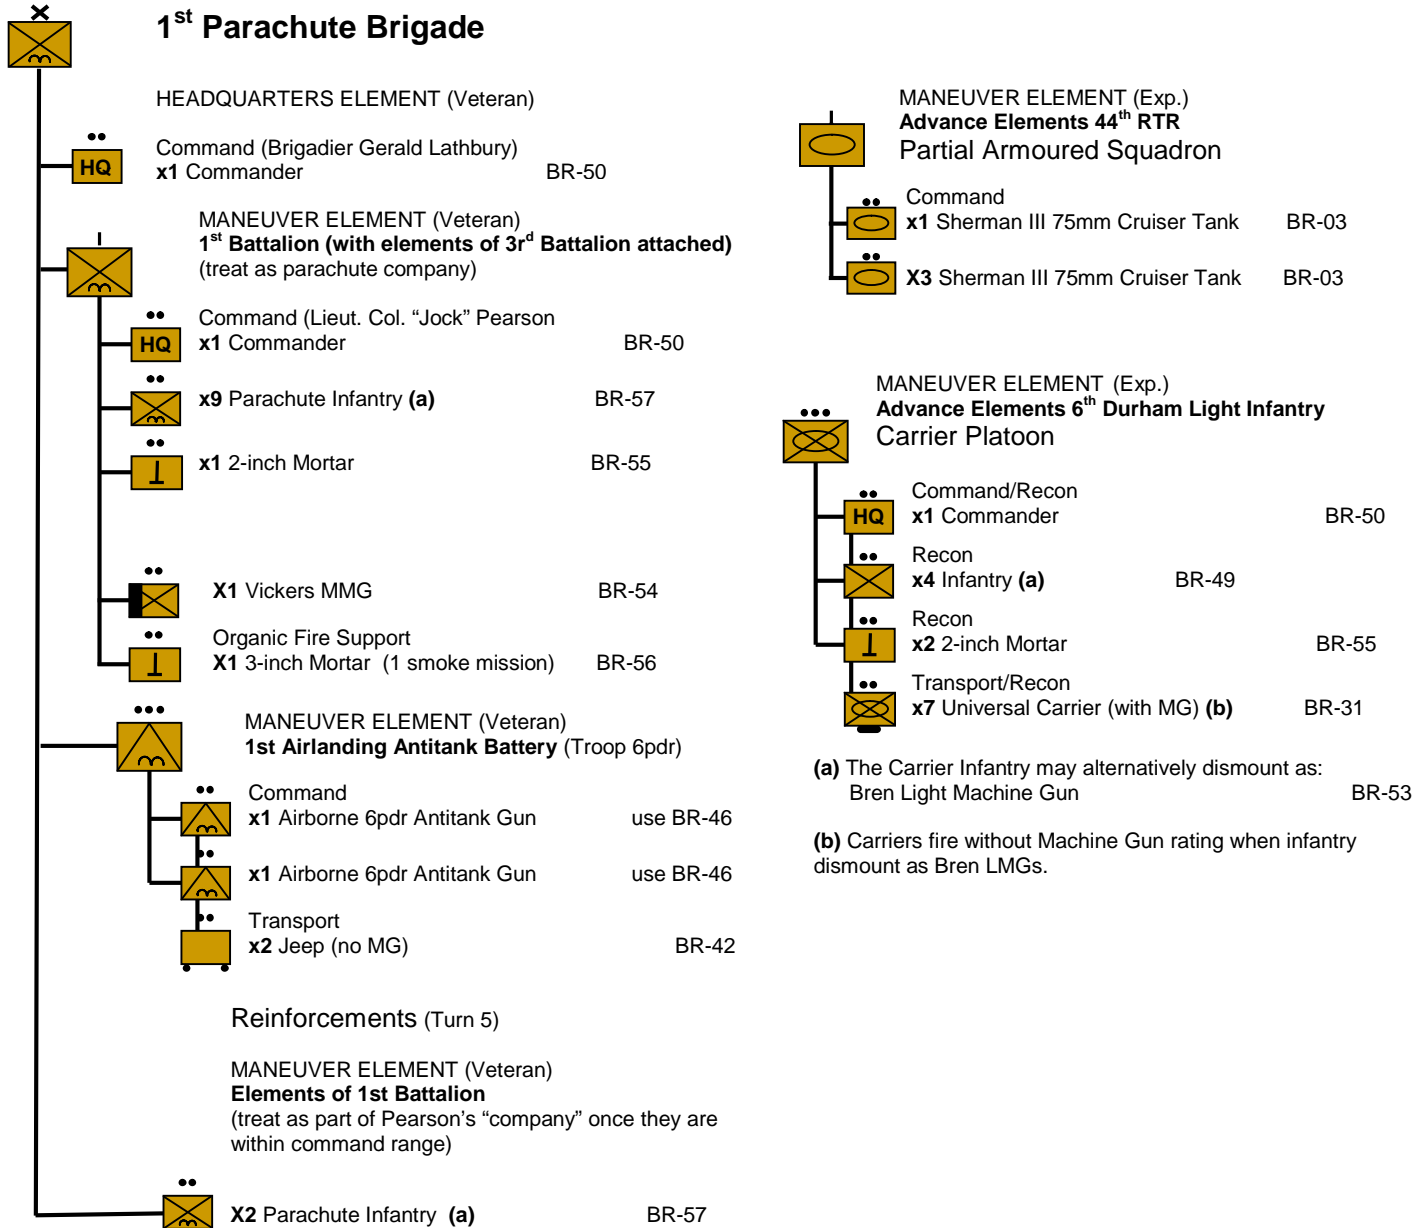 1st Parachute Brigade
HEADQUARTERS ELEMENT (Veteran)
HQ
Command (Brigadier Gerald Lathbury)
x1 Commander BR-50
MANEUVER ELEMENT (Veteran)
1st Battalion (with elements of 3rd Battalion attached)
(treat as parachute company)
HQ
Command (Lieut. Col. “Jock” Pearson
x1 Commander BR-50
x9 Parachute Infantry (a) BR-57
x1 2-inch Mortar BR-55
X1 Vickers MMG BR-54
Organic Fire Support
X1 3-inch Mortar (1 smoke mission) BR-56
MANEUVER ELEMENT (Veteran)
1st Airlanding Antitank Battery (Troop 6pdr)
Command
x1 Airborne 6pdr Antitank Gun use BR-46
x1 Airborne 6pdr Antitank Gun use BR-46
Transport
x2 Jeep (no MG) BR-42
Reinforcements (Turn 5)
MANEUVER ELEMENT (Veteran)
Elements of 1st Battalion
(treat as part of Pearson’s “company” once they are
within command range)
X2 Parachute Infantry (a) BR-57
MANEUVER ELEMENT (Exp.)
Advance Elements 44th RTR
Partial Armoured Squadron
Command
x1 Sherman III 75mm Cruiser Tank BR-03
X3 Sherman III 75mm Cruiser Tank BR-03
MANEUVER ELEMENT (Exp.)
Advance Elements 6th Durham Light Infantry
Carrier Platoon
HQ
Command/Recon
x1 Commander BR-50
Recon
x4 Infantry (a) BR-49
Recon
x2 2-inch Mortar BR-55
Transport/Recon
x7 Universal Carrier (with MG) (b) BR-31
(a) The Carrier Infantry may alternatively dismount as:
Bren Light Machine Gun BR-53
(b) Carriers fire without Machine Gun rating when infantry
dismount as Bren LMGs.